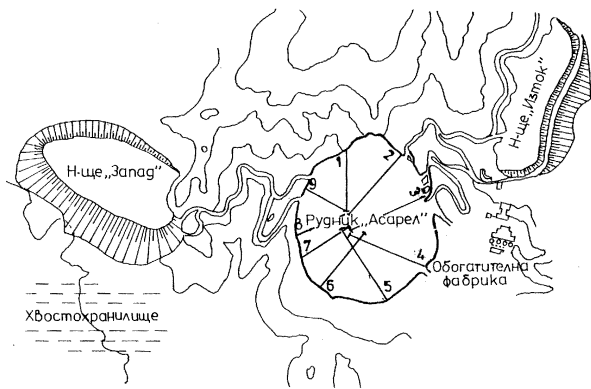 Н-ще „Изток"
Н-ще „Запад"
1
2
9
3
Рудник „Асарел"
8
7
4
Обогатителна
фабрика
6
5
Хвостохранилище